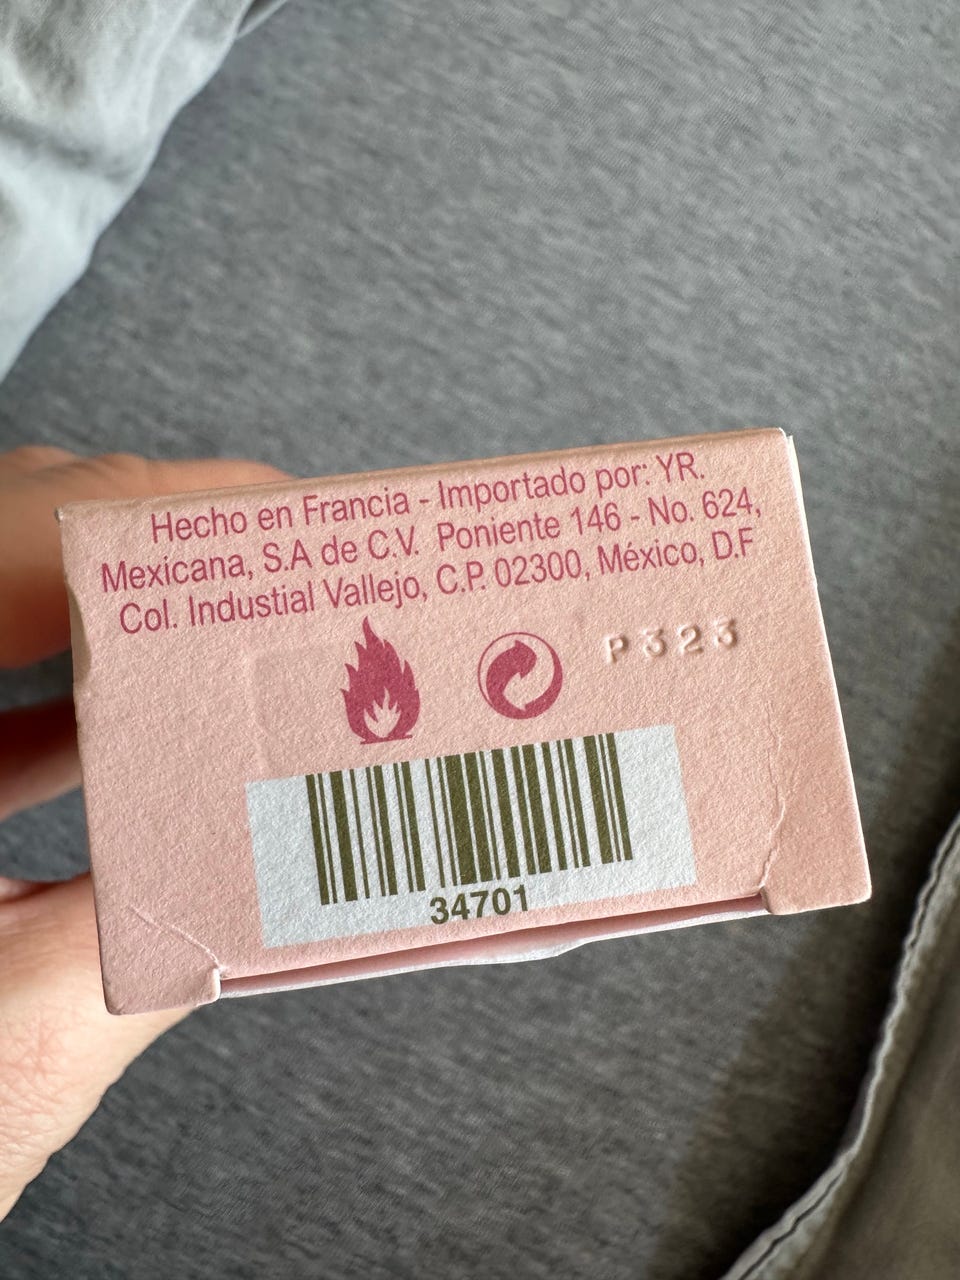 Hecho en Francia - Importado por: YR.
Mexicana, S.A de C.V. Poniente 146 - No. 624,
Col. Industial Vallejo, C.P. 02300, México, D.F
P323
34701